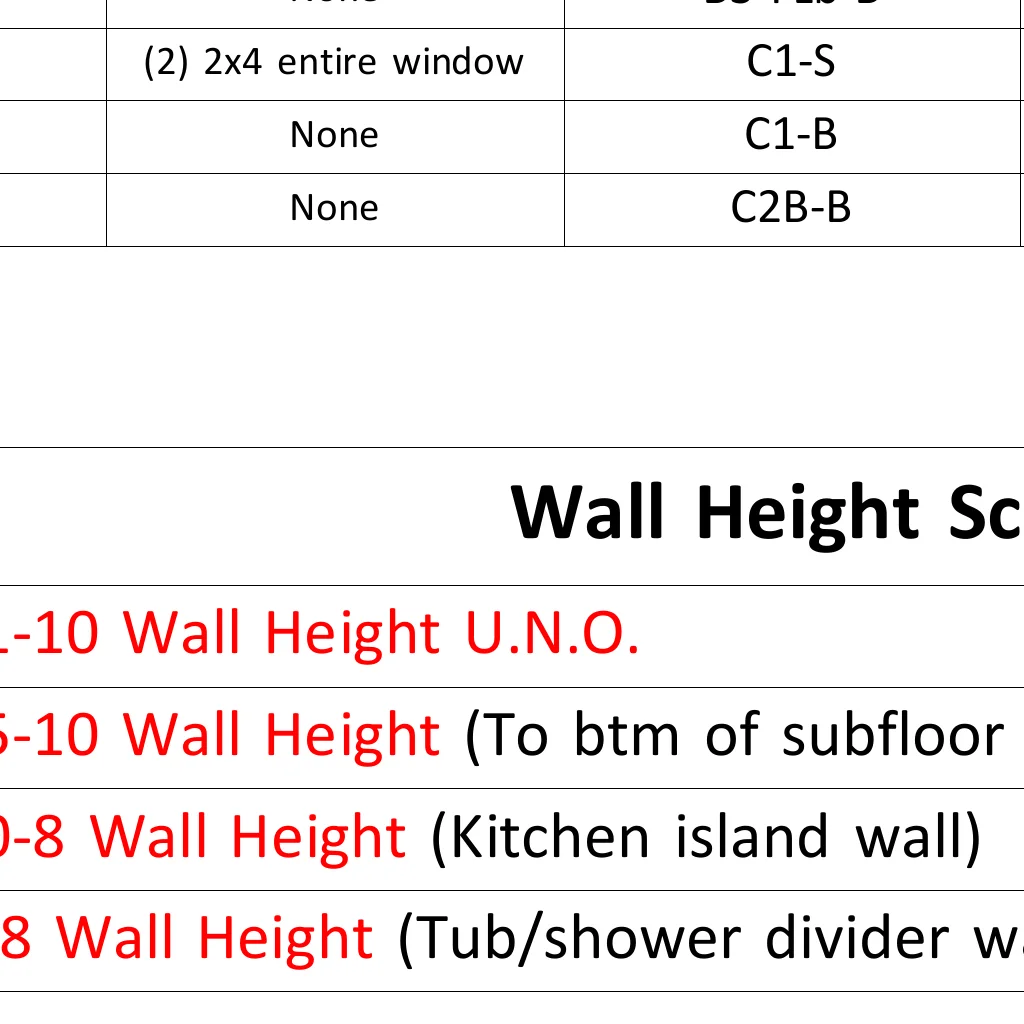 None
(2) 2x4 entire window C1-S
None C1-B
None C2B-B
Wall Height
-10 Wall Height U.N.O.
-10 Wall Height (To btm of subfloor
-8 Wall Height (Kitchen island wall)
8 Wall Height (Tub/shower divider